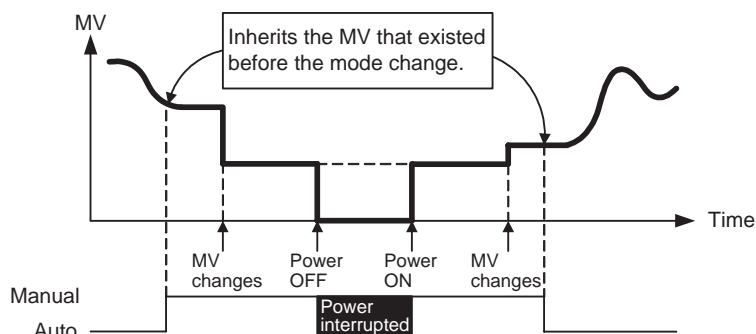 MV
Inherits the MV that existed
before the mode change.
Time
MV
changes
Power
OFF
Power
ON
MV
changes
Manual
Power
interrupted
Auto